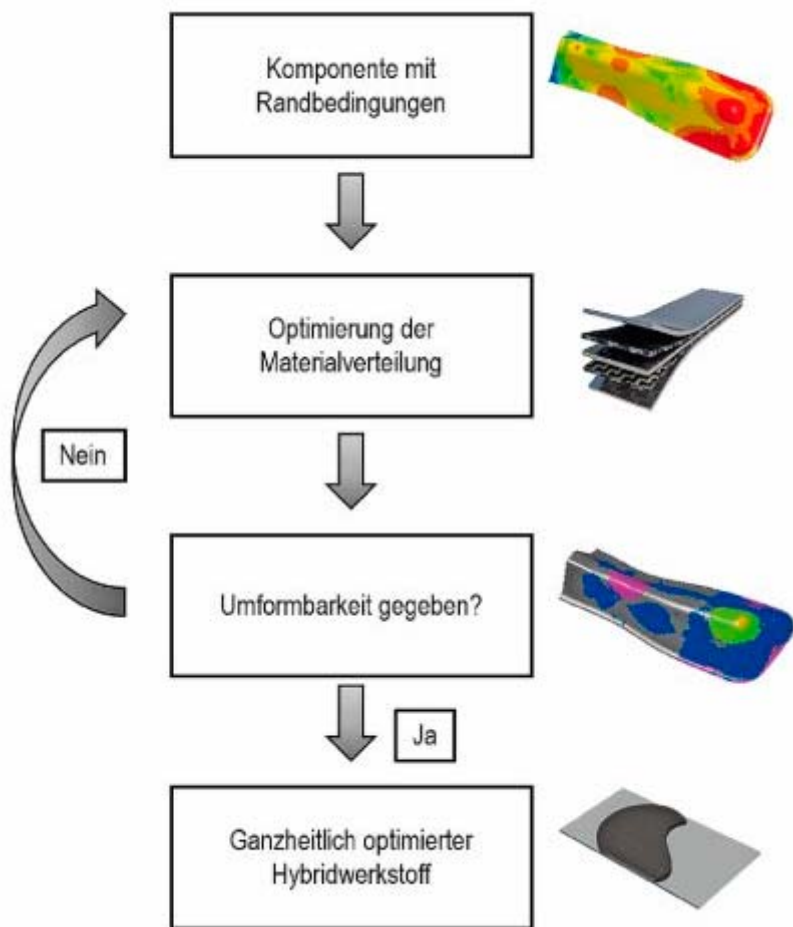 Komponente mit
Randbedingungen
Optimierung der
Materialverteilung
Nein
Umformbarkeit gegeben?
Ja
Ganzheitlich optimierter
Hybridwerkstoff